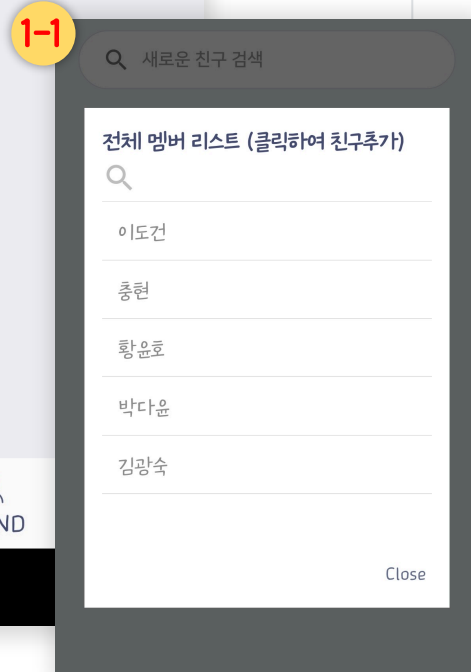 1-1
새로운 친구 검색
전체 멤버 리스트 (클릭하여 친구추가)
이도건
충현
황윤호
박다윤
김광숙
ND
Close